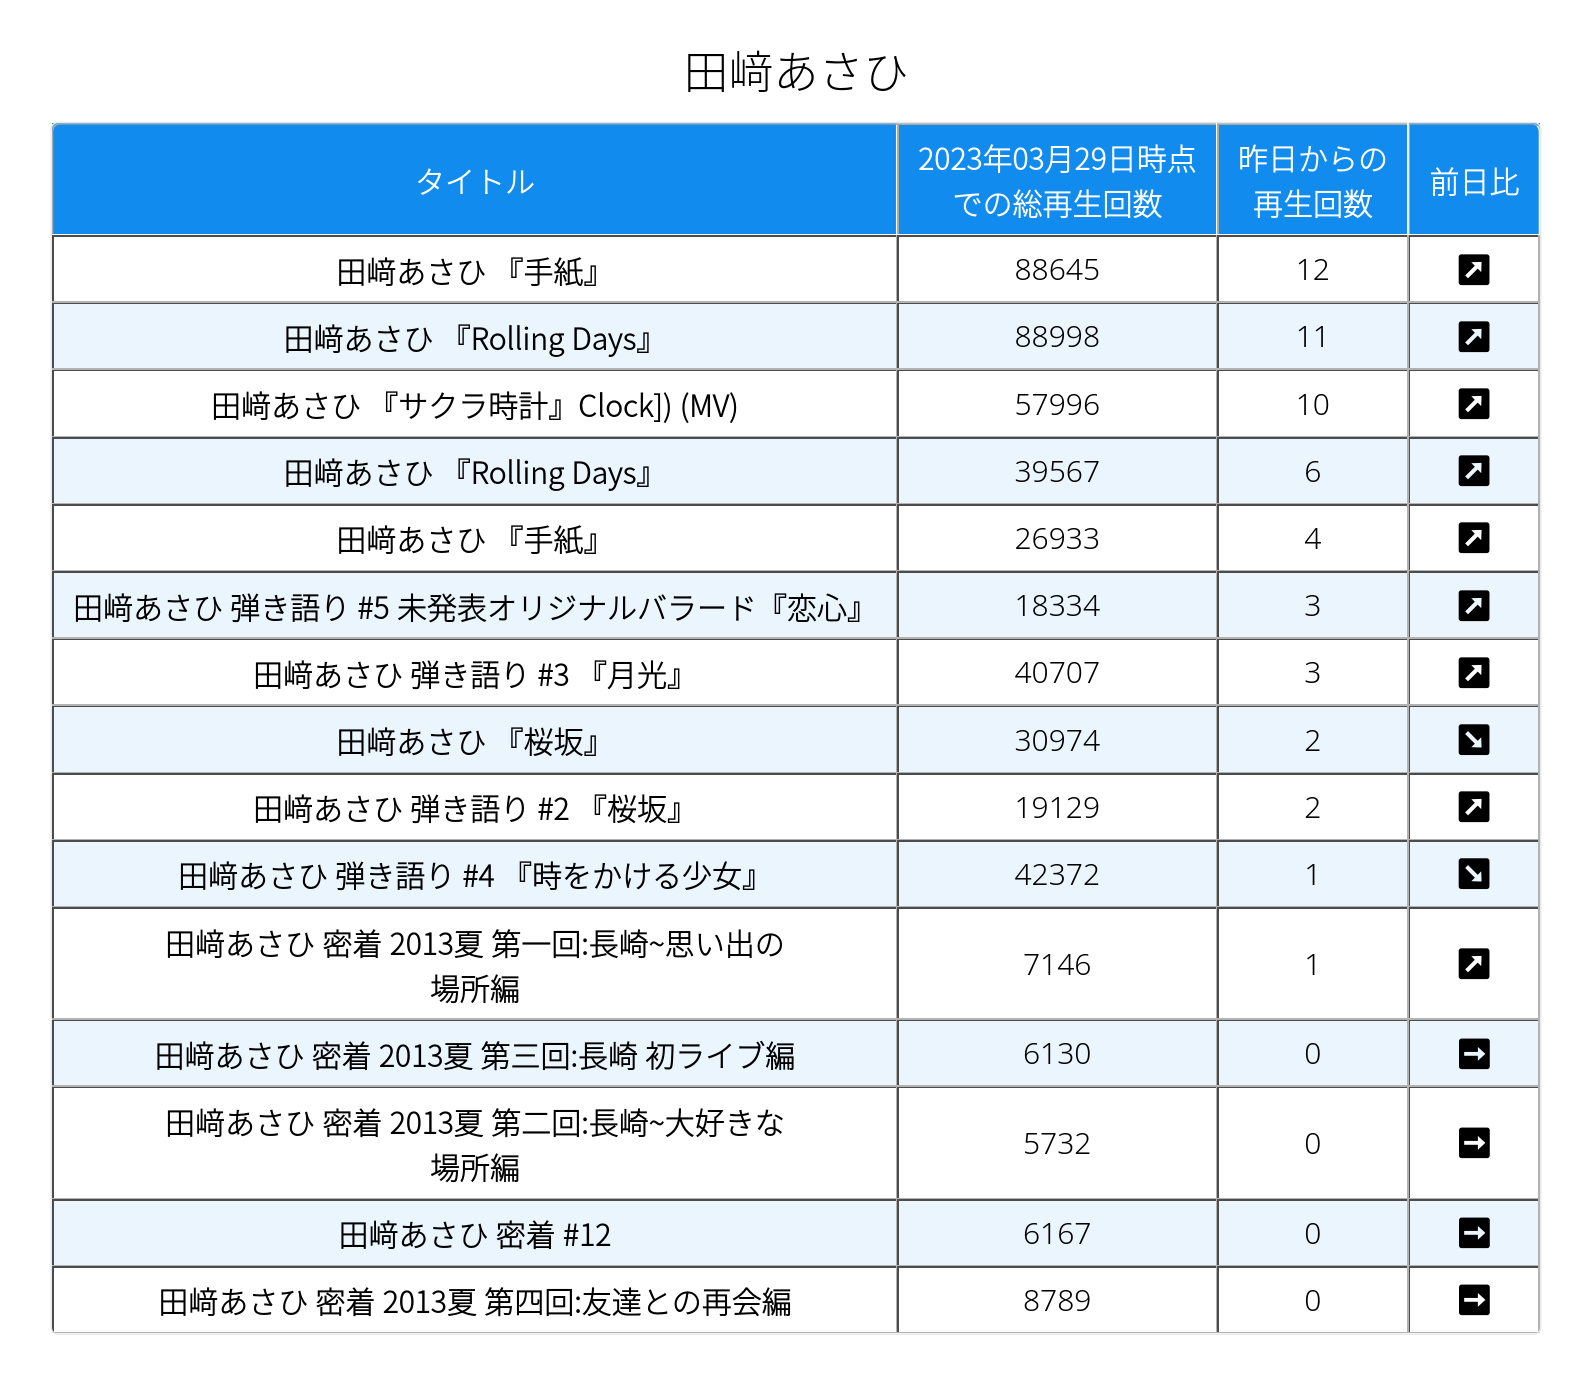 田﨑あさひ
タイトル
2023年03月29日時点
での総再生回数
昨日からの
再生回数
前日比
田﨑あさひ 『手紙』 88645 12 ↗
田﨑あさひ 『Rolling Days』 88998 11 ↗
田﨑あさひ 『サクラ時計』Clock]) (MV) 57996 10 ↗
田﨑あさひ 『Rolling Days』 39567 6 ↗
田﨑あさひ 『手紙』 26933 4 ↗
田﨑あさひ 弾き語り #5 未発表オリジナルバラード『恋心』 18334 3 ↗
田﨑あさひ 弾き語り #3 『月光』 40707 3 ↗
田﨑あさひ 『桜坂』 30974 2 ↘
田﨑あさひ 弾き語り #2 『桜坂』 19129 2 ↗
田﨑あさひ 弾き語り #4 『時をかける少女』 42372 1 ↘
田﨑あさひ 密着 2013夏 第一回:長崎~思い出の
場所編 7146 1 ↗
田﨑あさひ 密着 2013夏 第三回:長崎 初ライブ編 6130 0 →
田﨑あさひ 密着 2013夏 第二回:長崎~大好きな
場所編 5732 0 →
田﨑あさひ 密着 #12 6167 0 →
田﨑あさひ 密着 2013夏 第四回:友達との再会編 8789 0 →